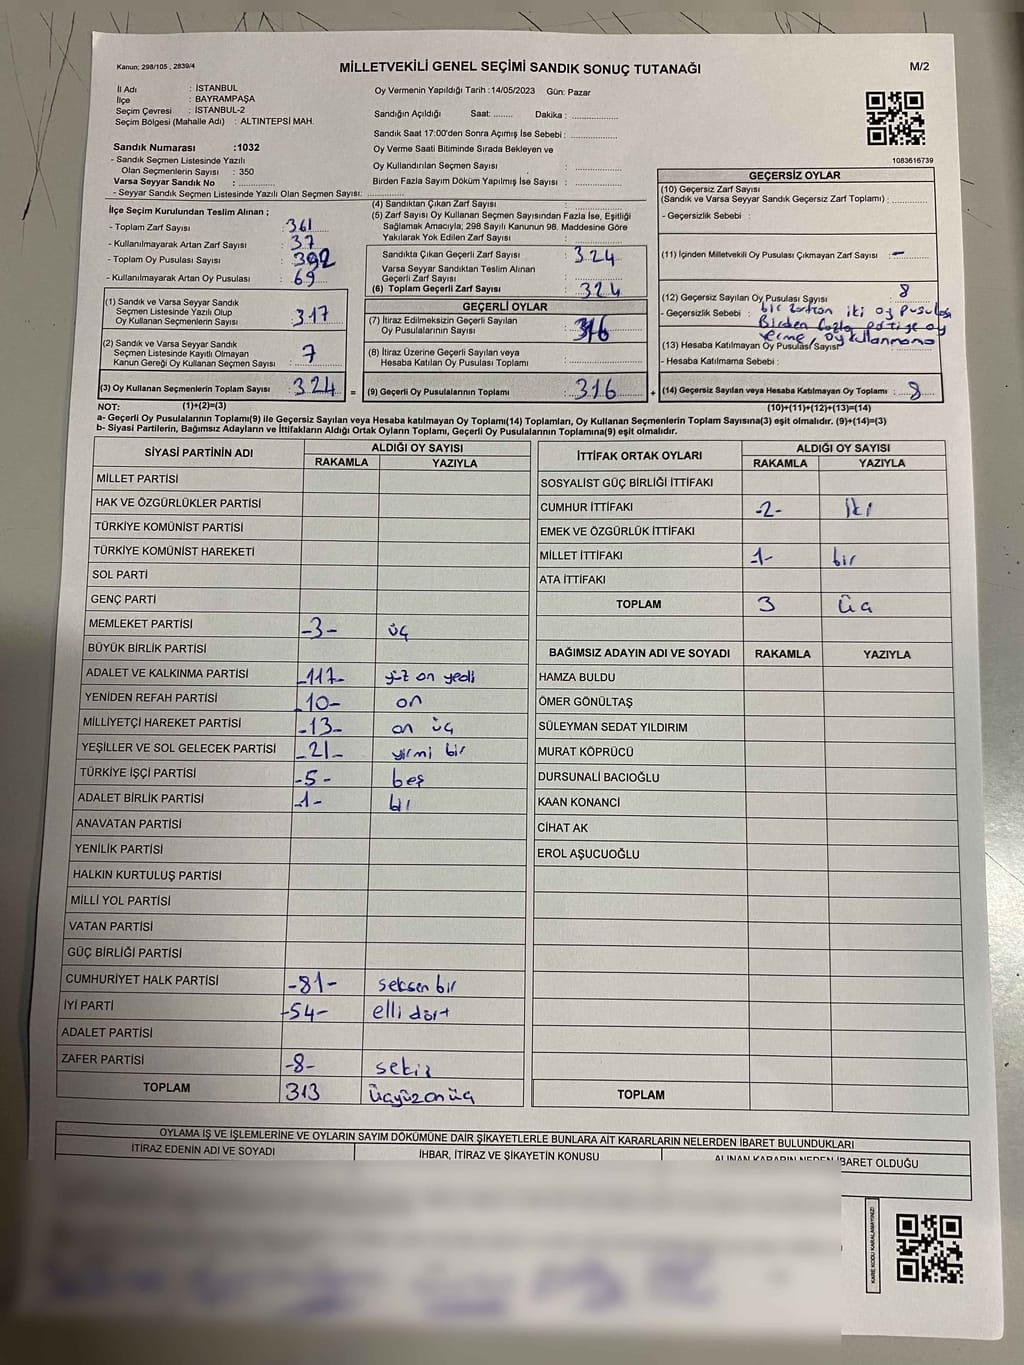 Kanun; 298/105 , 2839/4
MİLLETVEKİLİ GENEL SEÇİMİ SANDIK SONUÇ TUTANAĞI
M/2
İl Adı : İSTANBUL
İlçe : BAYRAMPAŞA
Seçim Çevresi : İSTANBUL-2
Seçim Bölgesi (Mahalle Adı) : ALTINTEPSİ MAH.
Oy Vermenin Yapıldığı Tarih : 14/05/2023 Gün: Pazar
Sandığın Açıldığı Saat: ........ Dakika : ..............
Sandık Saat 17:00'den Sonra Açımış İse Sebebi : ..............
Oy Verme Saati Bitiminde Sırada Bekleyen ve
Oy Kullandırılan Seçmen Sayısı : ..............
Birden Fazla Sayım Döküm Yapılmış İse Sayısı : ..............
1083616739
Sandık Numarası :1032
- Sandık Seçmen Listesinde Yazılı
Olan Seçmenlerin Sayısı : 350
Varsa Seyyar Sandık No : ..............
- Seyyar Sandık Seçmen Listesinde Yazılı Olan Seçmen Sayısı: ..............
İlçe Seçim Kurulundan Teslim Alınan ;
- Toplam Zarf Sayısı : 361
- Kullanılmayarak Artan Zarf Sayısı : 37
- Toplam Oy Pusulası Sayısı : 392
- Kullanılmayarak Artan Oy Pusulası : 69
(1) Sandık ve Varsa Seyyar Sandık
Seçmen Listesinde Yazılı Olup
Oy Kullanan Seçmenlerin Sayısı : 317
(2) Sandık ve Varsa Seyyar Sandık
Seçmen Listesinde Kayıtlı Olmayan
Kanun Gereği Oy Kullanan Seçmen Sayısı : 7
(3) Oy Kullanan Seçmenlerin Toplam Sayısı : 324 =
(4) Sandıktan Çıkan Zarf Sayısı : ..............
(5) Zarf Sayısı Oy Kullanan Seçmen Sayısından Fazla İse, Eşitliği
Sağlamak Amacıyla; 298 Sayılı Kanunun 98. Maddesine Göre
Yakılarak Yok Edilen Zarf Sayısı : ..............
Sandıkta Çıkan Geçerli Zarf Sayısı : 324
Varsa Seyyar Sandıktan Teslim Alınan
Geçerli Zarf Sayısı : ..............
(6) Toplam Geçerli Zarf Sayısı : 324
GEÇERLİ OYLAR
(7) İtiraz Edilmeksizin Geçerli Sayılan
Oy Pusulalarının Sayısı : 316
(8) İtiraz Üzerine Geçerli Sayılan veya
Hesaba Katılan Oy Pusulası Toplamı : ..............
(9) Geçerli Oy Pusulalarının Toplamı : 316 +
GEÇERSİZ OYLAR
(10) Geçersiz Zarf Sayısı
(Sandık ve Varsa Seyyar Sandık Geçersiz Zarf Toplamı) : ..........
- Geçersizlik Sebebi :
(11) İçinden Milletvekili Oy Pusulası Çıkmayan Zarf Sayısı : -
(12) Geçersiz Sayılan Oy Pusulası Sayısı : 8
- Geçersizlik Sebebi : bir zarftan iki oy pusulası
Birden fazla partiye oy
verme, oy kullanmama
(13) Hesaba Katılmayan Oy Pusulası Sayısı
- Hesaba Katılmama Sebebi :
(14) Geçersiz Sayılan veya Hesaba Katılmayan Oy Toplamı : 8
NOT: (1)+(2)=(3)
(10)+(11)+(12)+(13)=(14)
a- Geçerli Oy Pusulalarının Toplamı(9) ile Geçersiz Sayılan veya Hesaba katılmayan Oy Toplamı(14) Toplamları, Oy Kullanan Seçmenlerin Toplam Sayısına(3) eşit olmalıdır. (9)+(14)=(3)
b- Siyasi Partilerin, Bağımsız Adayların ve İttifakların Aldığı Ortak Oyların Toplamı, Geçerli Oy Pusulalarının Toplamına(9) eşit olmalıdır.
SİYASİ PARTİNİN ADI ALDIĞI OY SAYISI
RAKAMLA YAZIYLA
MİLLET PARTİSİ
HAK VE ÖZGÜRLÜKLER PARTİSİ
TÜRKİYE KOMÜNİST PARTİSİ
TÜRKİYE KOMÜNİST HAREKETİ
SOL PARTİ
GENÇ PARTİ
MEMLEKET PARTİSİ -3- üç
BÜYÜK BİRLİK PARTİSİ
ADALET VE KALKINMA PARTİSİ -117- yüz on yedi
YENİDEN REFAH PARTİSİ -10- on
MİLLİYETÇİ HAREKET PARTİSİ -13- on üç
YEŞİLLER VE SOL GELECEK PARTİSİ -21- yirmi bir
TÜRKİYE İŞÇİ PARTİSİ -5- beş
ADALET BİRLİK PARTİSİ -1- bir
ANAVATAN PARTİSİ
YENİLİK PARTİSİ
HALKIN KURTULUŞ PARTİSİ
MİLLİ YOL PARTİSİ
VATAN PARTİSİ
GÜÇ BİRLİĞİ PARTİSİ
CUMHURİYET HALK PARTİSİ -81- seksen bir
İYİ PARTİ -54- elli dört
ADALET PARTİSİ
ZAFER PARTİSİ -8- sekiz
TOPLAM 313 üçyüzonüç
İTTİFAK ORTAK OYLARI ALDIĞI OY SAYISI
RAKAMLA YAZIYLA
SOSYALİST GÜÇ BİRLİĞİ İTTİFAKI
CUMHUR İTTİFAKI -2- iki
EMEK VE ÖZGÜRLÜK İTTİFAKI
MİLLET İTTİFAKI -1- bir
ATA İTTİFAKI
TOPLAM 3 üç
BAĞIMSIZ ADAYIN ADI VE SOYADI RAKAMLA YAZIYLA
HAMZA BULDU
ÖMER GÖNÜLTAŞ
SÜLEYMAN SEDAT YILDIRIM
MURAT KÖPRÜCÜ
DURSUNALİ BACIOĞLU
KAAN KONANCİ
CİHAT AK
EROL AŞUCUOĞLU
TOPLAM
OYLAMA İŞ VE İŞLEMLERİNE VE OYLARIN SAYIM DÖKÜMÜNE DAİR ŞİKAYETLERLE BUNLARA AİT KARARLARIN NELERDEN İBARET BULUNDUKLARI
İTİRAZ EDENİN ADI VE SOYADI İHBAR, İTİRAZ VE ŞİKAYETİN KONUSU ALINAN KARARIN NEDEN İBARET OLDUĞU
KARE KODU KARALAMAYINIZ!